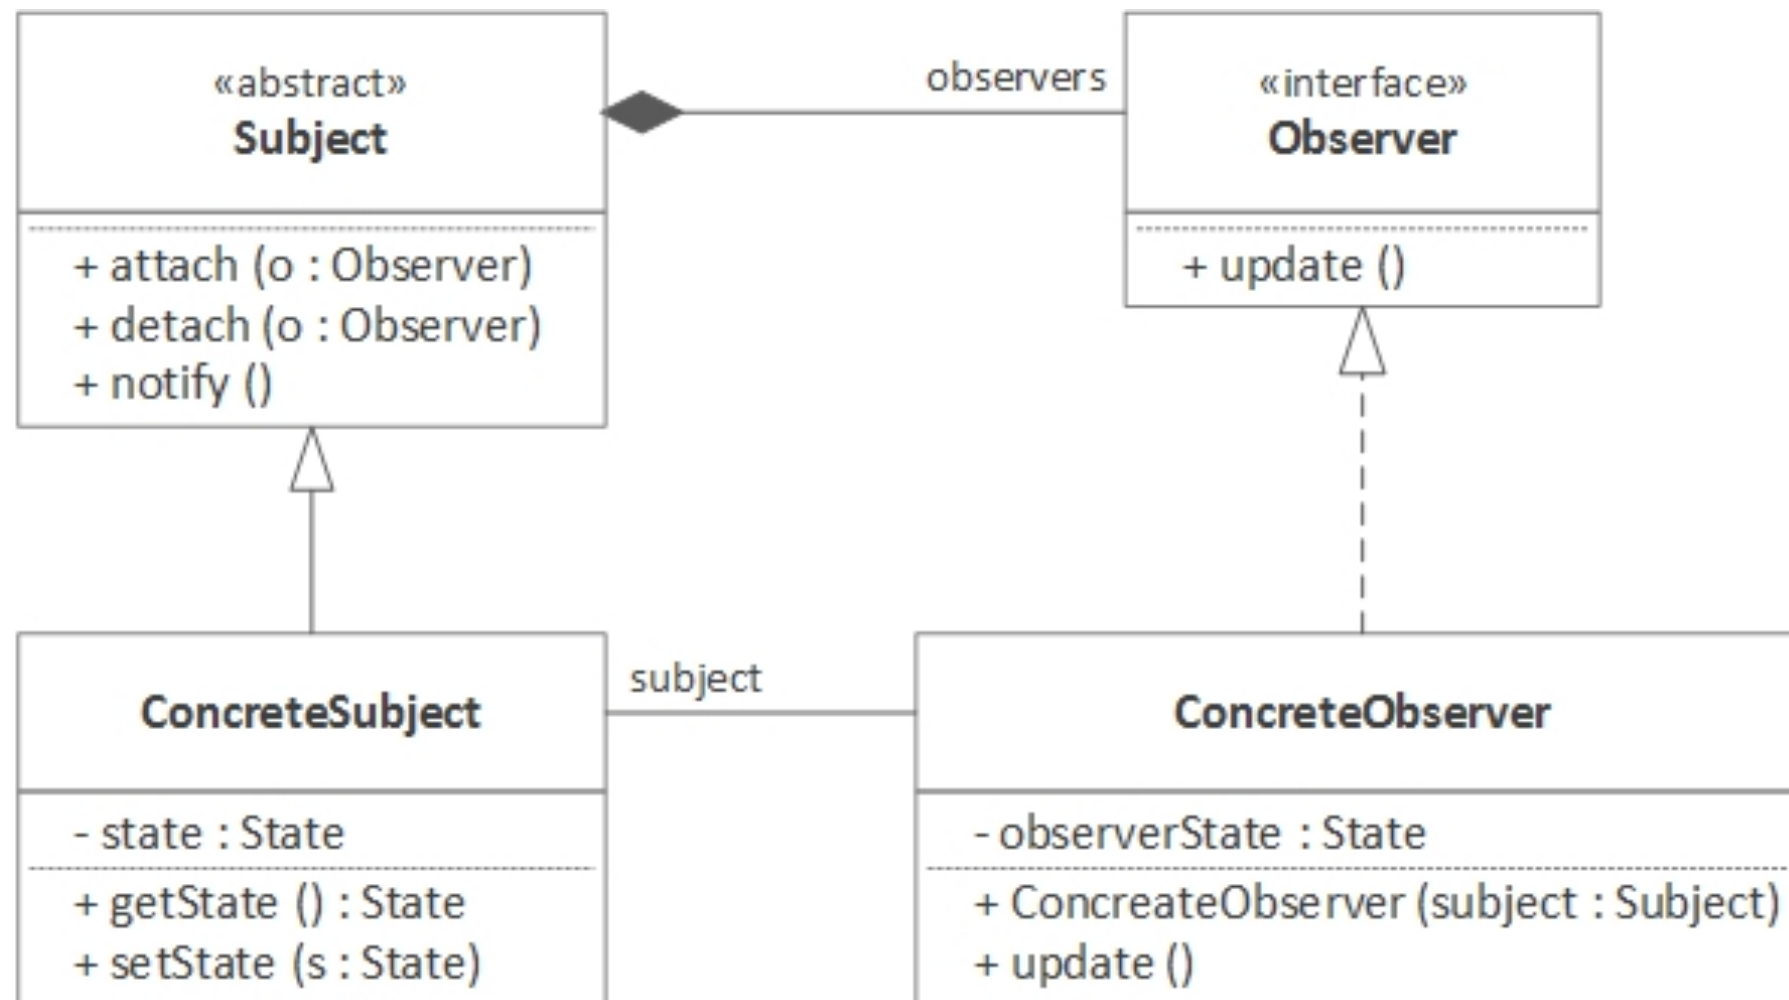 «abstract»
Subject
+ attach (o : Observer)
+ detach (o : Observer)
+ notify ()
observers
«interface»
Observer
+ update ()
ConcreteSubject
- state : State
+ getState () : State
+ setState (s : State)
subject
ConcreteObserver
- observerState : State
+ ConcreateObserver (subject : Subject)
+ update ()